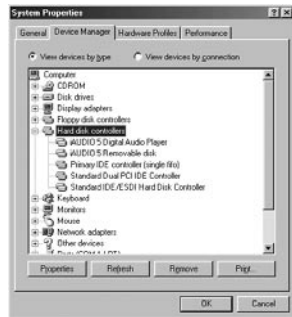 System Properties
General Device Manager Hardware Profiles Performance
View devices by type View devices by connection
Computer
CDROM
Disk drives
Display adapters
Floppy disk controllers
Hard disk controllers
iAUDIO 5 Digital Audio Player
iAUDIO 5 Removable disk
Primary IDE controller (single fifo)
Standard Dual PCI IDE Controller
Standard IDE/ESDI Hard Disk Controller
Keyboard
Monitors
Mouse
Network adapters
Other devices
Properties Refresh Remove Print...
OK Cancel